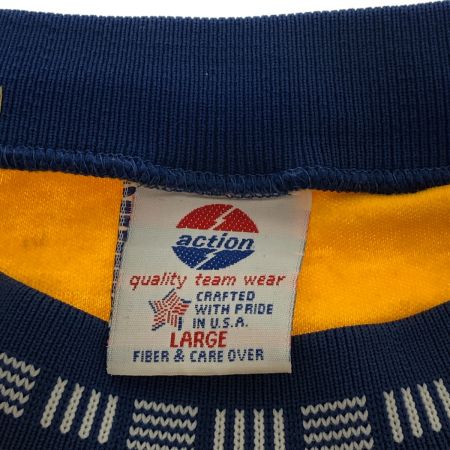 action
quality team wear
CRAFTED
WITH PRIDE
IN U.S.A.
LARGE
FIBER & CARE OVER